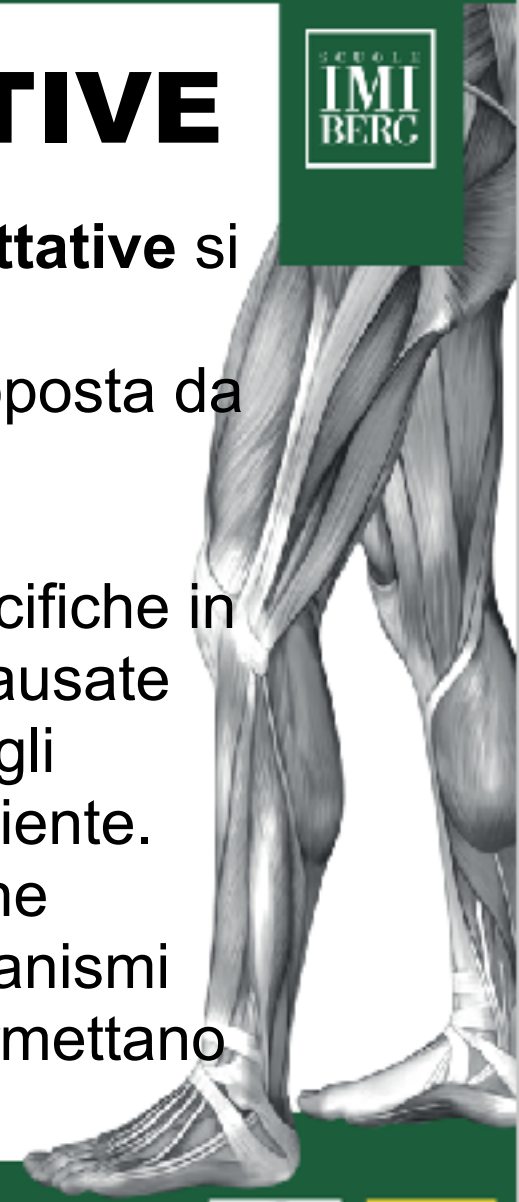 SCUOLE
IMI
BERG
TIVE
ttative si
posta da
cifiche in
ausate
gli
iente.
ne
anismi
mettano